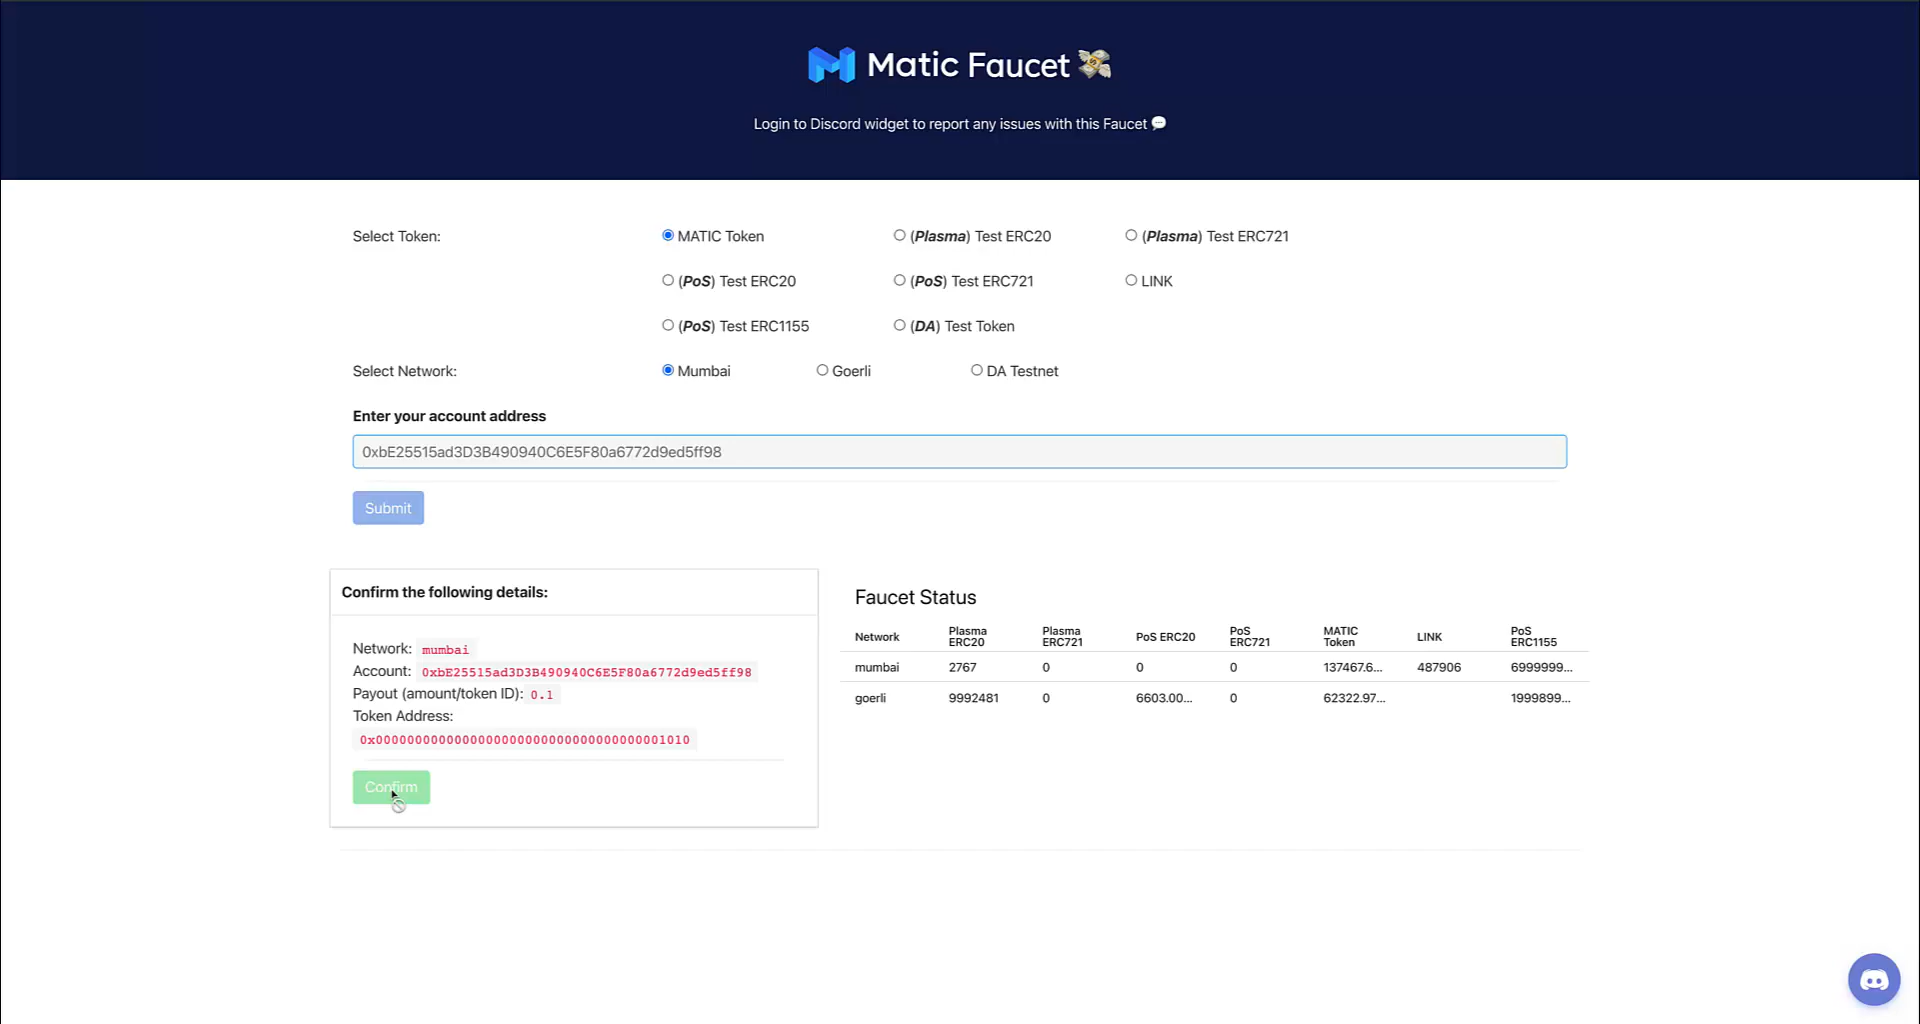 Matic Faucet 💸
Login to Discord widget to report any issues with this Faucet 💬
Select Token:
MATIC Token
(Plasma) Test ERC20
(Plasma) Test ERC721
(PoS) Test ERC20
(PoS) Test ERC721
LINK
(PoS) Test ERC1155
(DA) Test Token
Select Network:
Mumbai
Goerli
DA Testnet
Enter your account address
0xbE25515ad3D3B490940C6E5F80a6772d9ed5ff98
Submit
Confirm the following details:
Network: mumbai
Account: 0xbE25515ad3D3B490940C6E5F80a6772d9ed5ff98
Payout (amount/token ID): 0.1
Token Address:
0x0000000000000000000000000000000000001010
Confirm
Faucet Status
Network Plasma ERC20 Plasma ERC721 PoS ERC20 PoS ERC721 MATIC Token LINK PoS ERC1155
mumbai 2767 0 0 0 137467.6... 487906 6999999...
goerli 9992481 0 6603.00... 0 62322.97... 1999899...